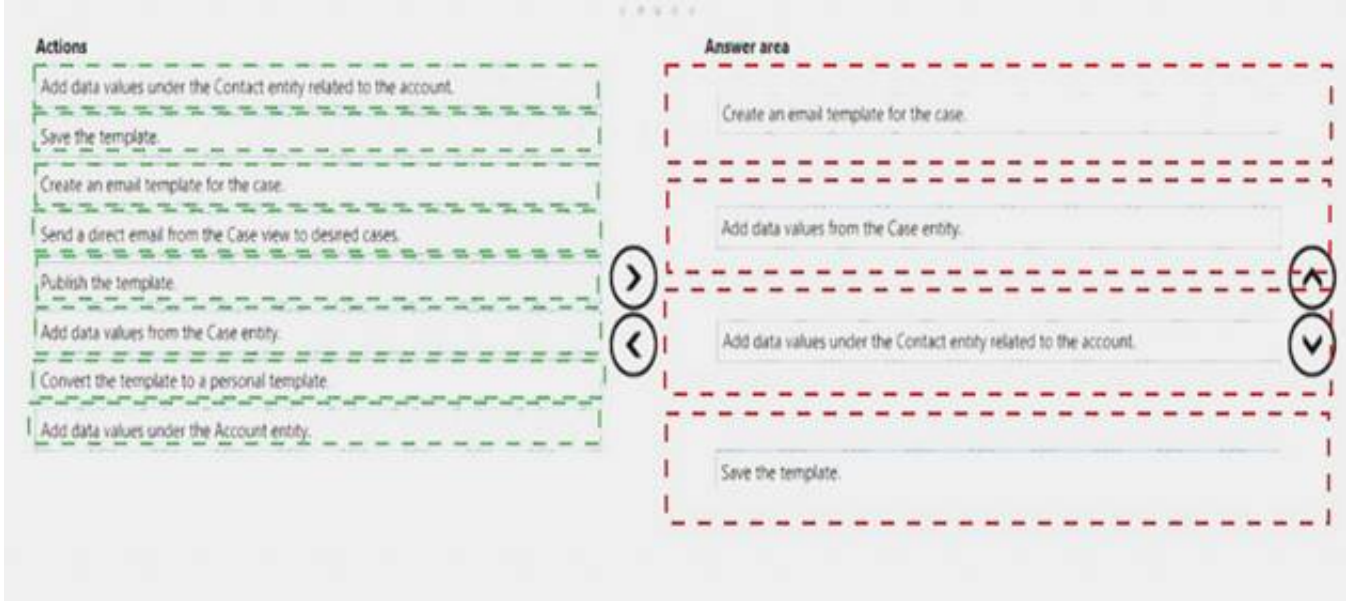 Actions
Add data values under the Contact entity related to the account.
Save the template.
Create an email template for the case.
Send a direct email from the Case view to desired cases.
Publish the template.
Add data values from the Case entity.
Convert the template to a personal template.
Add data values under the Account entity.
Answer area
Create an email template for the case.
Add data values from the Case entity.
Add data values under the Contact entity related to the account.
Save the template.